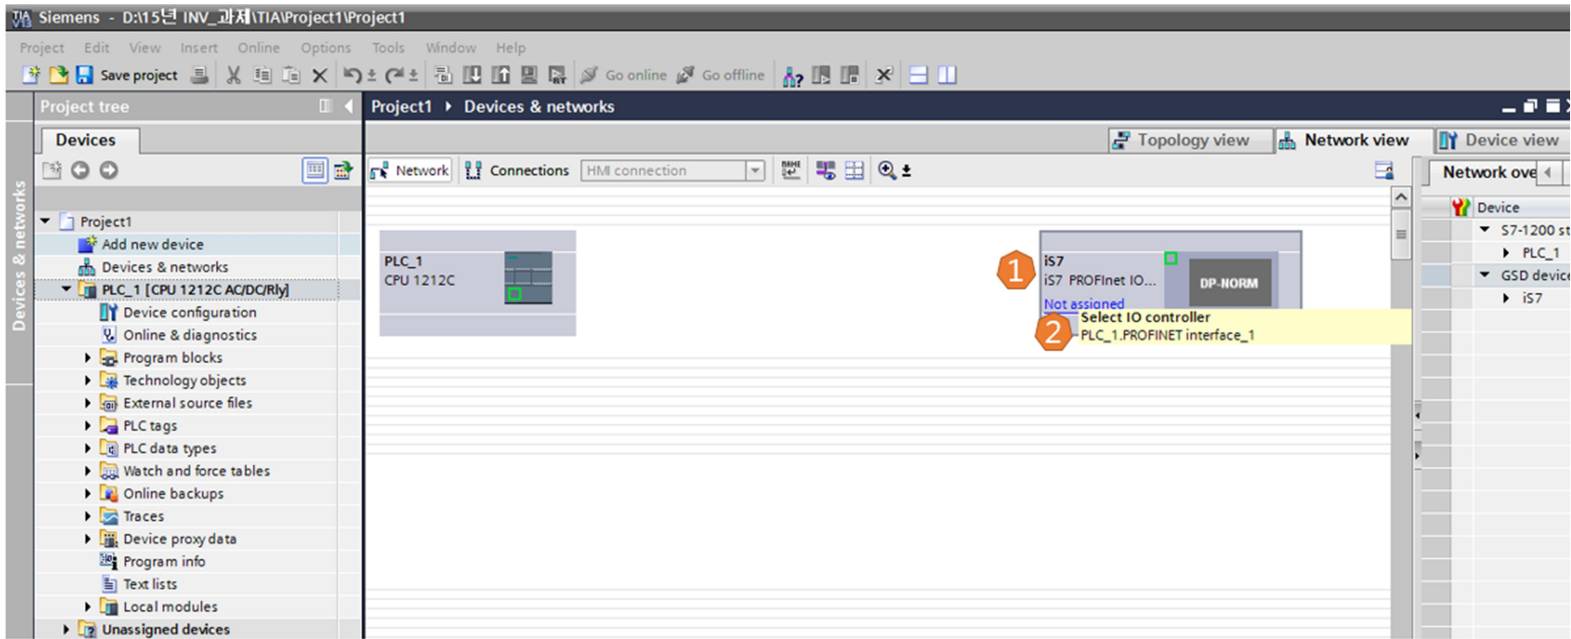 Siemens - D:\15년 INV_과제\TIA\Project1\Project1
Project Edit View Insert Online Options Tools Window Help
Save project Go online Go offline
Project tree
Project1 Devices & networks
Devices
Topology view Network view Device view
Network Connections HMI connection
Network ove
Devices & networks
Device
Project1
Add new device
Devices & networks
PLC_1 [CPU 1212C AC/DC/Rly]
Device configuration
Online & diagnostics
Program blocks
Technology objects
External source files
PLC tags
PLC data types
Watch and force tables
Online backups
Traces
Device proxy data
Program info
Text lists
Local modules
Unassigned devices
PLC_1
CPU 1212C
1
iS7
iS7 PROFInet IO...
DP-NORM
Not assigned
2
Select IO controller
PLC_1.PROFINET interface_1
S7-1200 st
PLC_1
GSD device
iS7